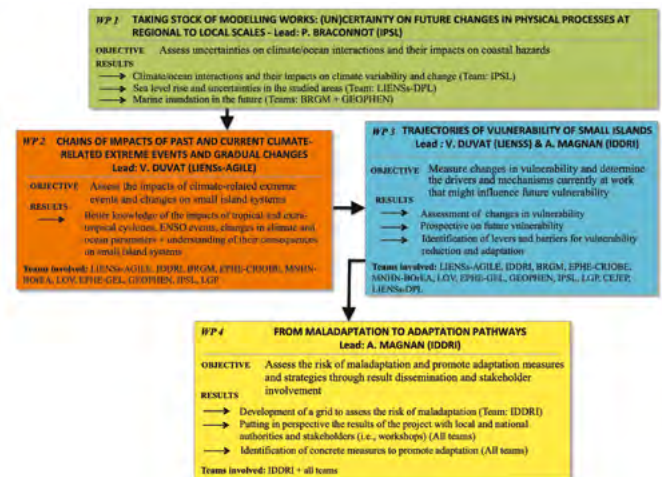 WP 1 TAKING STOCK OF MODELLING WORKS: (UN)CERTAINTY ON FUTURE CHANGES IN PHYSICAL PROCESSES AT
REGIONAL TO LOCAL SCALES - Lead: P. BRACONNOT (IPSL)
OBJECTIVE Assess uncertainties on climate/ocean interactions and their impacts on coastal hazards
RESULTS
Climate/ocean interactions and their impacts on climate variability and change (Team: IPSL)
Sea level rise and uncertainties in the studied areas (Team: LIENSs-DPL)
Marine inundation in the future (Teams: BRGM + GEOPHEN)
WP 2 CHAINS OF IMPACTS OF PAST AND CURRENT CLIMATE-
RELATED EXTREME EVENTS AND GRADUAL CHANGES
Lead: V. DUVAT (LIENSs-AGILE)
OBJECTIVE Assess the impacts of climate-related extreme
events and changes on small island systems
RESULTS
Better knowledge of the impacts of tropical and extra-
tropical cyclones, ENSO events, changes in climate and
ocean parameters + understanding of their consequences
on small island systems
Teams involved: LIENSs-AGILE, IDDRI, BRGM, EPHE-CRIOBE, MNHN-
BOrEA, LOV, EPHE-GEL, GEOPHEN, IPSL, LGP
WP 3 TRAJECTORIES OF VULNERABILITY OF SMALL ISLANDS
Lead : V. DUVAT (LIENSS) & A. MAGNAN (IDDRI)
OBJECTIVE Measure changes in vulnerability and determine
the drivers and mechanisms currently at work
that might influence future vulnerability
RESULTS
Assessment of changes in vulnerability
Prospective on future vulnerability
Identification of levers and barriers for vulnerability
reduction and adaptation
Teams involved: LIENSs-AGILE, IDDRI, BRGM, EPHE-CRIOBE,
MNHN-BOrEA, LOV, EPHE-GEL, GEOPHEN, IPSL, LGP, CEJEP,
LIENSs-DPL
WP 4 FROM MALADAPTATION TO ADAPTATION PATHWAYS
Lead: A. MAGNAN (IDDRI)
OBJECTIVE Assess the risk of maladaptation and promote adaptation measures
and strategies through result dissemination and stakeholder
involvement
RESULTS
Development of a grid to assess the risk of maladaptation (Team: IDDRI)
Putting in perspective the results of the project with local and national
authorities and stakeholders (i.e., workshops) (All teams)
Identification of concrete measures to promote adaptation (All teams)
Teams involved: IDDRI + all teams